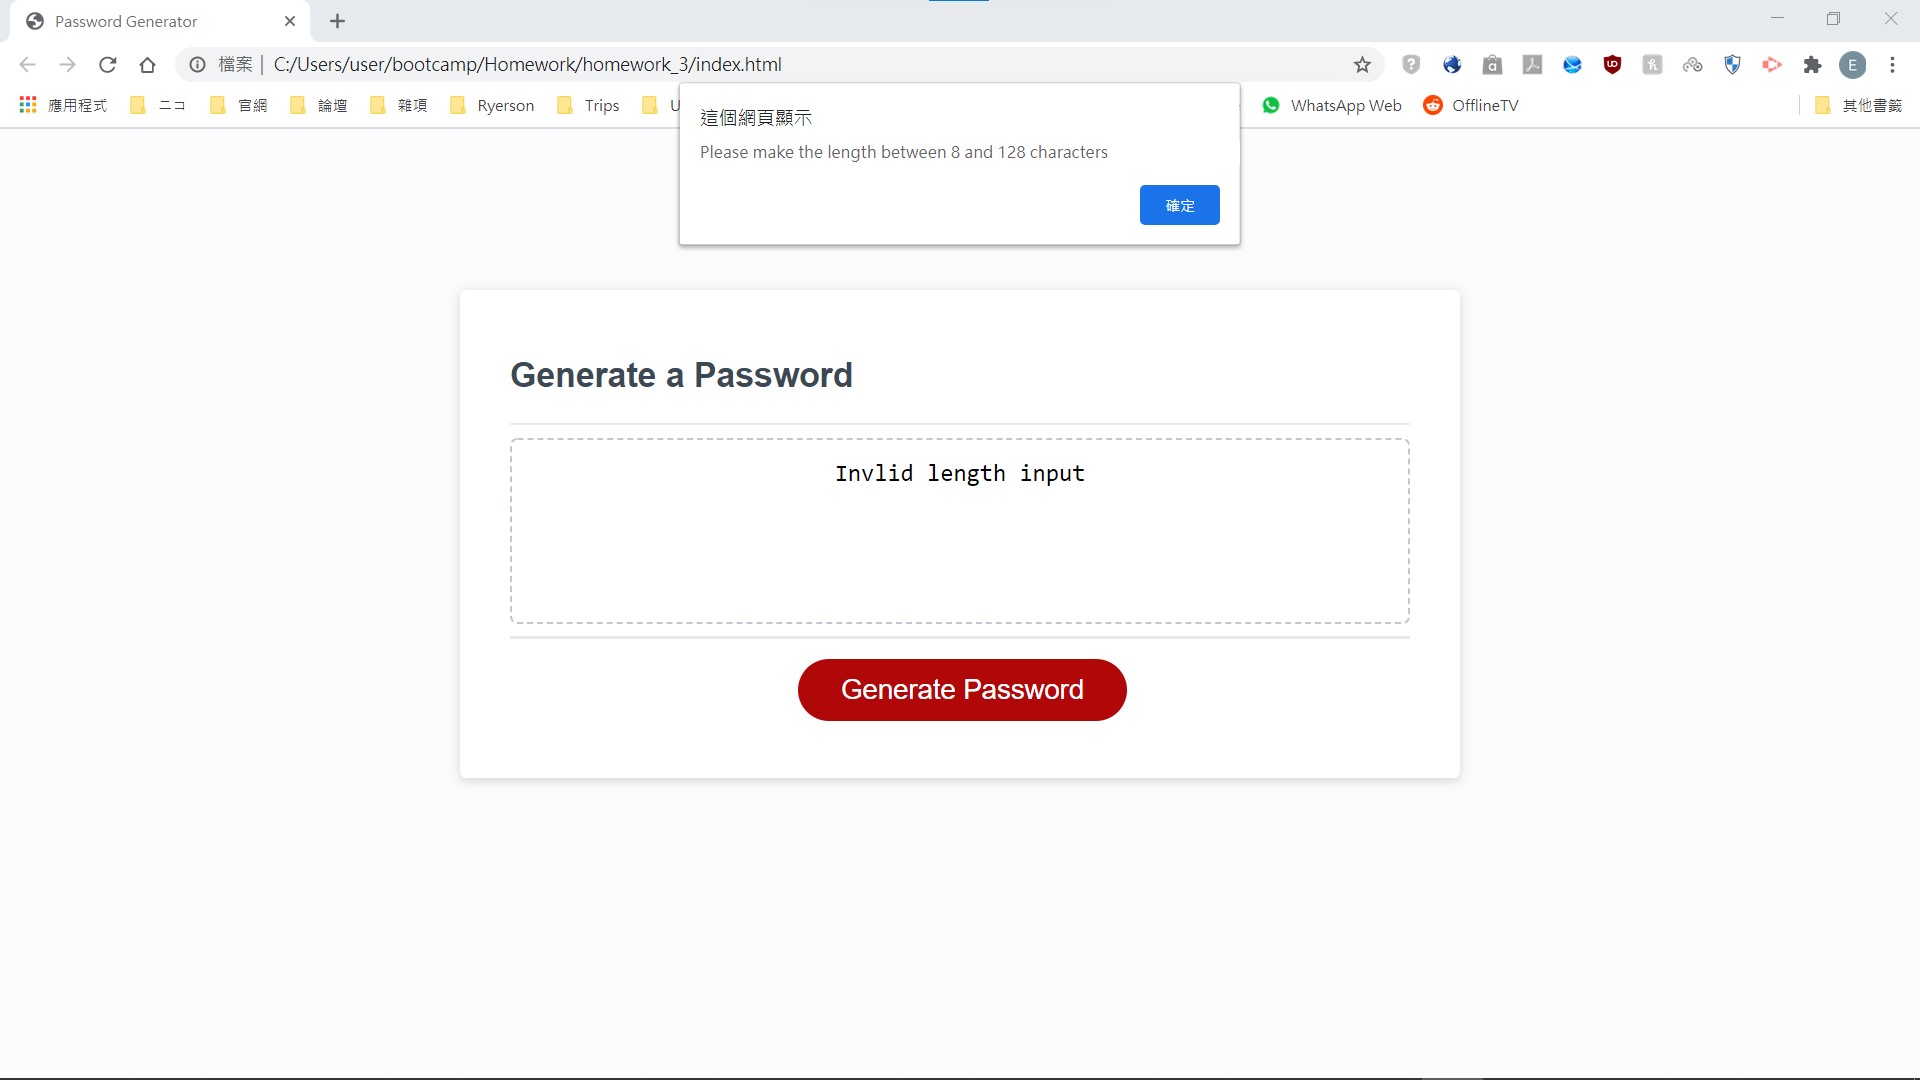 Password Generator
檔案 | C:/Users/user/bootcamp/Homework/homework_3/index.html
E
應用程式 ニコ 官網 論壇 雜項 Ryerson Trips U WhatsApp Web OfflineTV 其他書籤
這個網頁顯示
Please make the length between 8 and 128 characters
確定
Generate a Password
Invlid length input
Generate Password